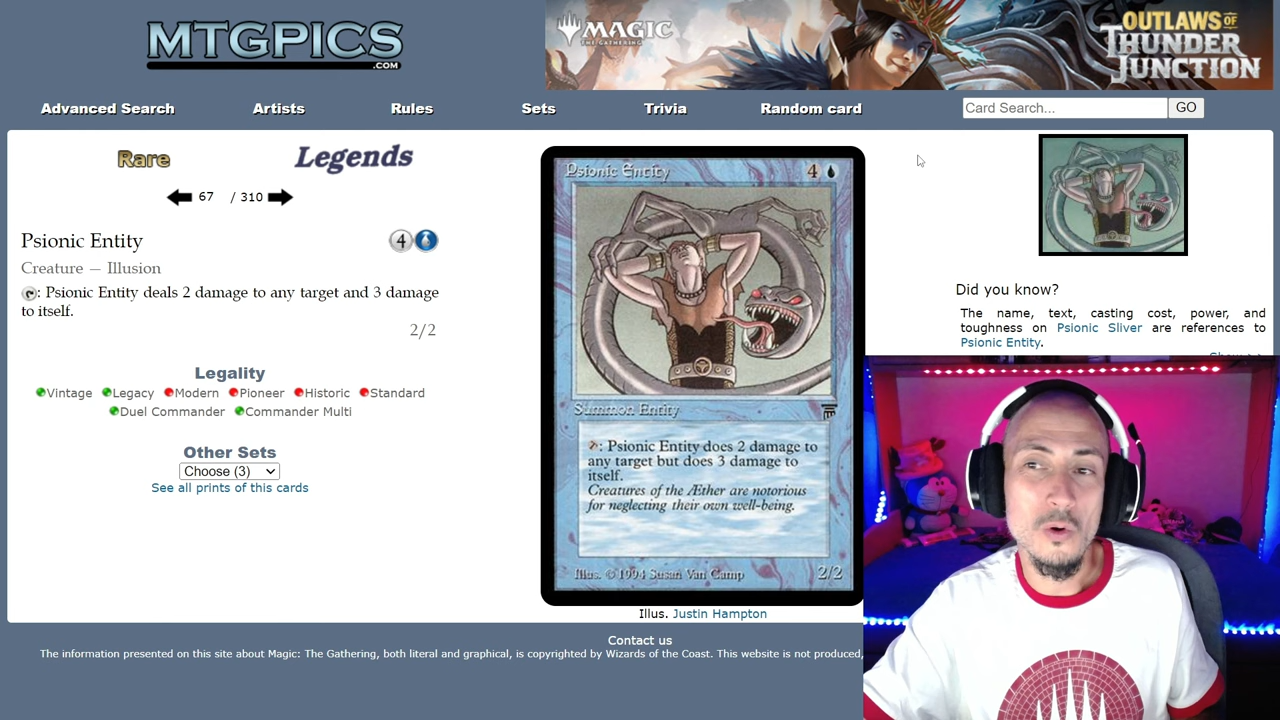 MTGPICS
.COM
MAGIC
THE GATHERING
OUTLAWS OF
THUNDER
JUNCTION
Advanced Search
Artists
Rules
Sets
Trivia
Random card
Card Search...
GO
Rare
Legends
67 / 310
Psionic Entity
4
Creature — Illusion
: Psionic Entity deals 2 damage to any target and 3 damage
to itself.
2/2
Legality
Vintage Legacy Modern Pioneer Historic Standard
Duel Commander Commander Multi
Other Sets
Choose (3)
See all prints of this cards
Psionic Entity
4
Summon Entity
: Psionic Entity does 2 damage to
any target but does 3 damage to
itself.
Creatures of the Æther are notorious
for neglecting their own well-being.
Illus. © 1994 Susan Van Camp
2/2
Illus. Justin Hampton
Did you know?
The name, text, casting cost, power, and
toughness on Psionic Sliver are references to
Psionic Entity.
Contact us
The information presented on this site about Magic: The Gathering, both literal and graphical, is copyrighted by Wizards of the Coast. This website is not produced,